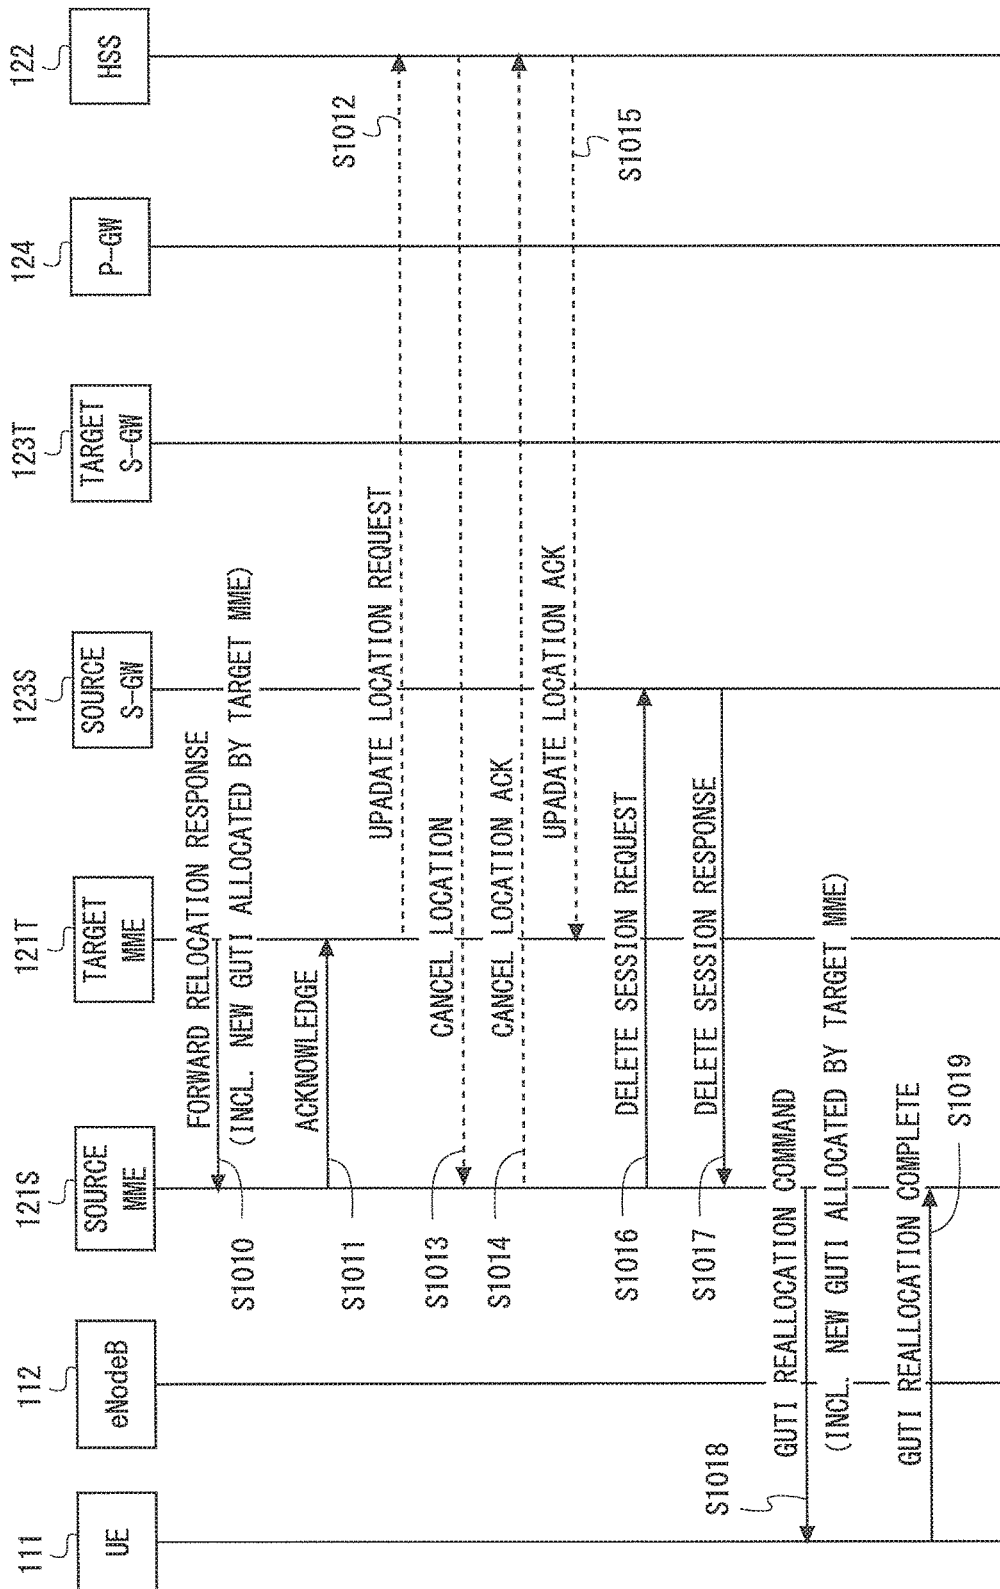 111
UE
112
eNodeB
121S
SOURCE
MME
121T
TARGET
MME
123S
SOURCE
S-GW
123T
TARGET
S-GW
124
P-GW
122
HSS
S1010
FORWARD RELOCATION RESPONSE
(INCL. NEW GUTI ALLOCATED BY TARGET MME)
S1011
ACKNOWLEDGE
UPADATE LOCATION REQUEST
S1012
S1013
CANCEL LOCATION
S1014
CANCEL LOCATION ACK
UPADATE LOCATION ACK
S1015
S1016
DELETE SESSION REQUEST
S1017
DELETE SESSION RESPONSE
S1018
GUTI REALLOCATION COMMAND
(INCL. NEW GUTI ALLOCATED BY TARGET MME)
GUTI REALLOCATION COMPLETE
S1019